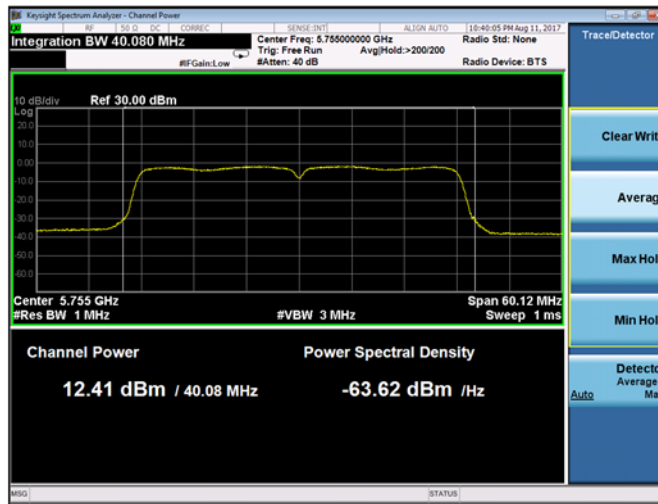 Keysight Spectrum Analyzer - Channel Power
RF 50 Ω DC CORREC SENSE:INT ALIGN AUTO 10:40:05 PM Aug 11, 2017
Integration BW 40.080 MHz
Center Freq: 5.755000000 GHz
Radio Std: None
Trig: Free Run Avg|Hold:>200/200
#IFGain:Low #Atten: 40 dB Radio Device: BTS
10 dB/div Ref 30.00 dBm
Log
20.0
10.0
0.00
-10.0
-20.0
-30.0
-40.0
-50.0
-60.0
Center 5.755 GHz Span 60.12 MHz
#Res BW 1 MHz #VBW 3 MHz Sweep 1 ms
Channel Power Power Spectral Density
12.41 dBm / 40.08 MHz -63.62 dBm /Hz
MSG STATUS
Trace/Detector
Clear Writ
Averag
Max Hol
Min Hol
Detecto
Average
Auto Ma